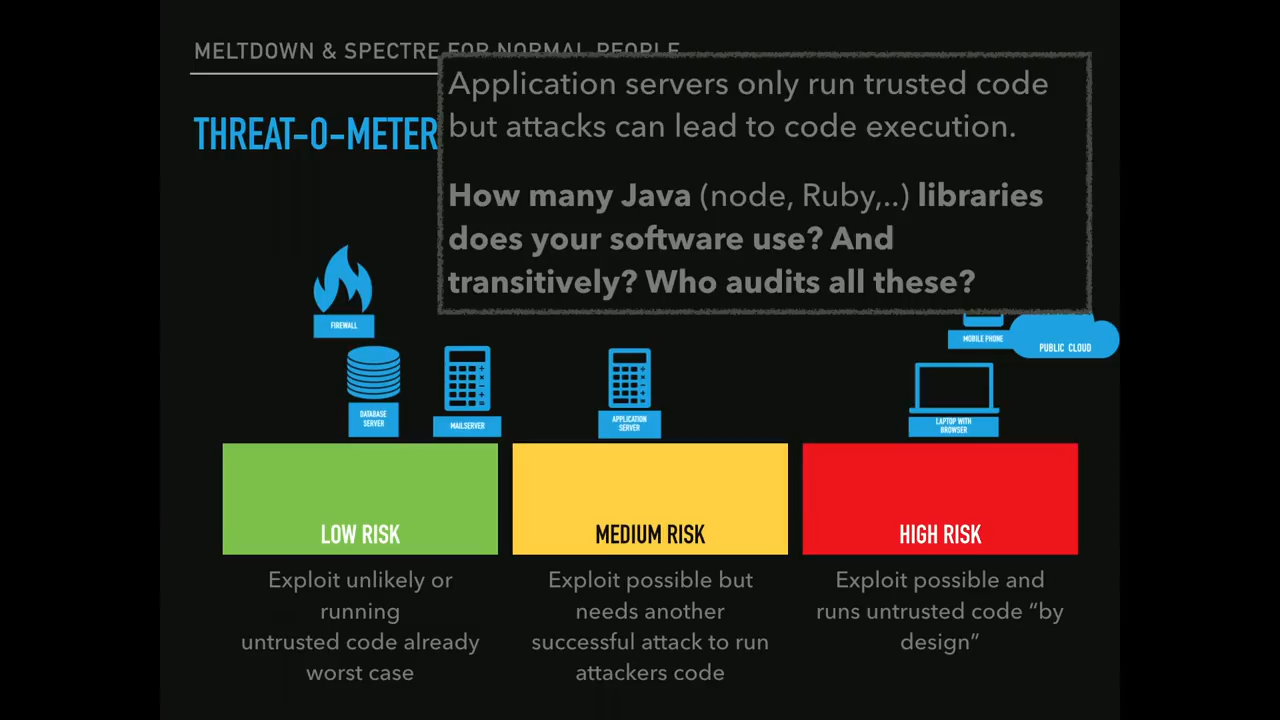 MELTDOWN & SPECTRE FOR NORMAL PEOPLE
THREAT-O-METER
Application servers only run trusted code
but attacks can lead to code execution.
How many Java (node, Ruby,..) libraries
does your software use? And
transitively? Who audits all these?
FIREWALL
MOBILE PHONE
PUBLIC CLOUD
DATABASE
SERVER
MAILSERVER
APPLICATION
SERVER
LAPTOP WITH
BROWSER
LOW RISK
MEDIUM RISK
HIGH RISK
Exploit unlikely or
running
untrusted code already
worst case
Exploit possible but
needs another
successful attack to run
attackers code
Exploit possible and
runs untrusted code “by
design”